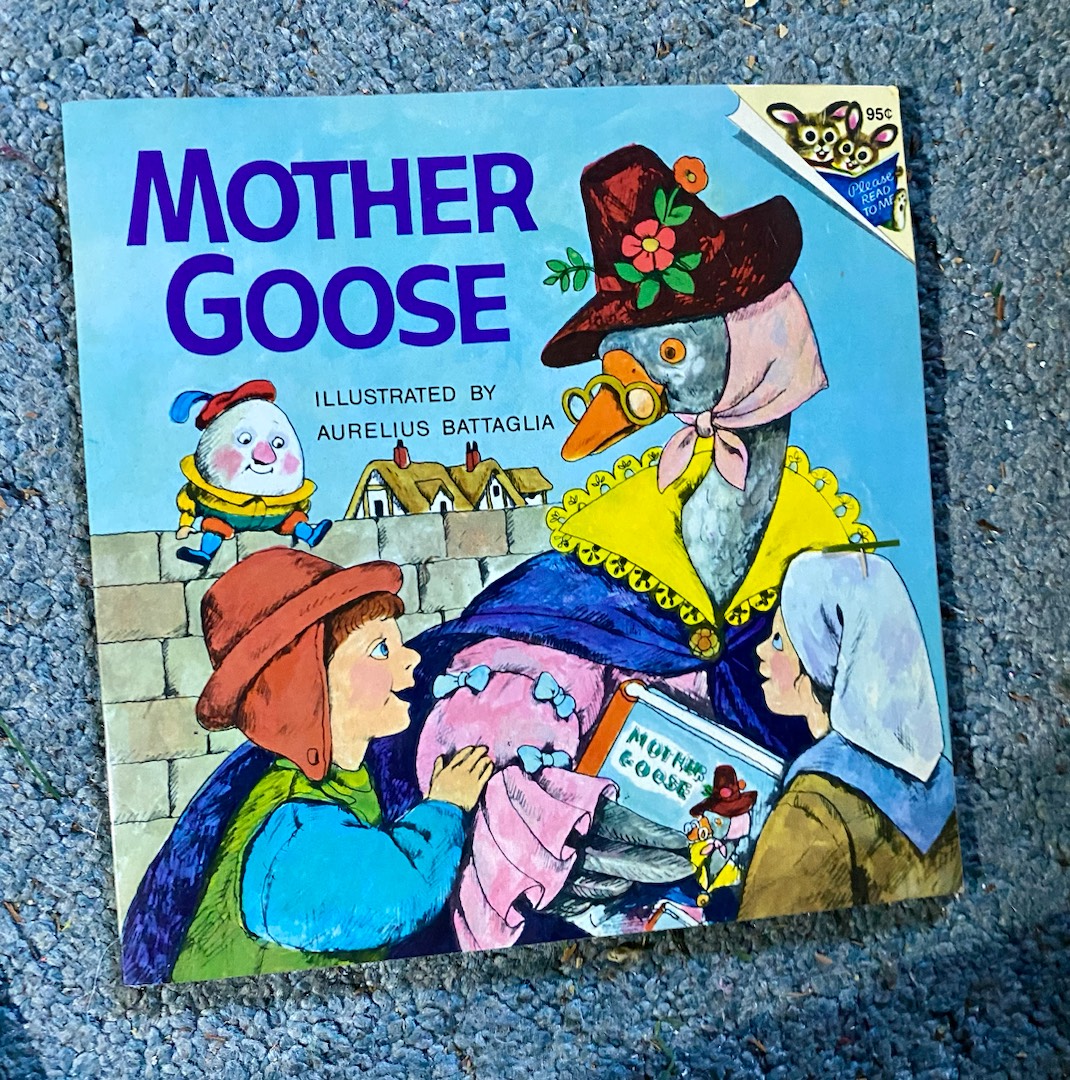 MOTHER
GOOSE
ILLUSTRATED BY
AURELIUS BATTAGLIA
95¢
Please
READ
TO ME
MOTHER
GOOSE